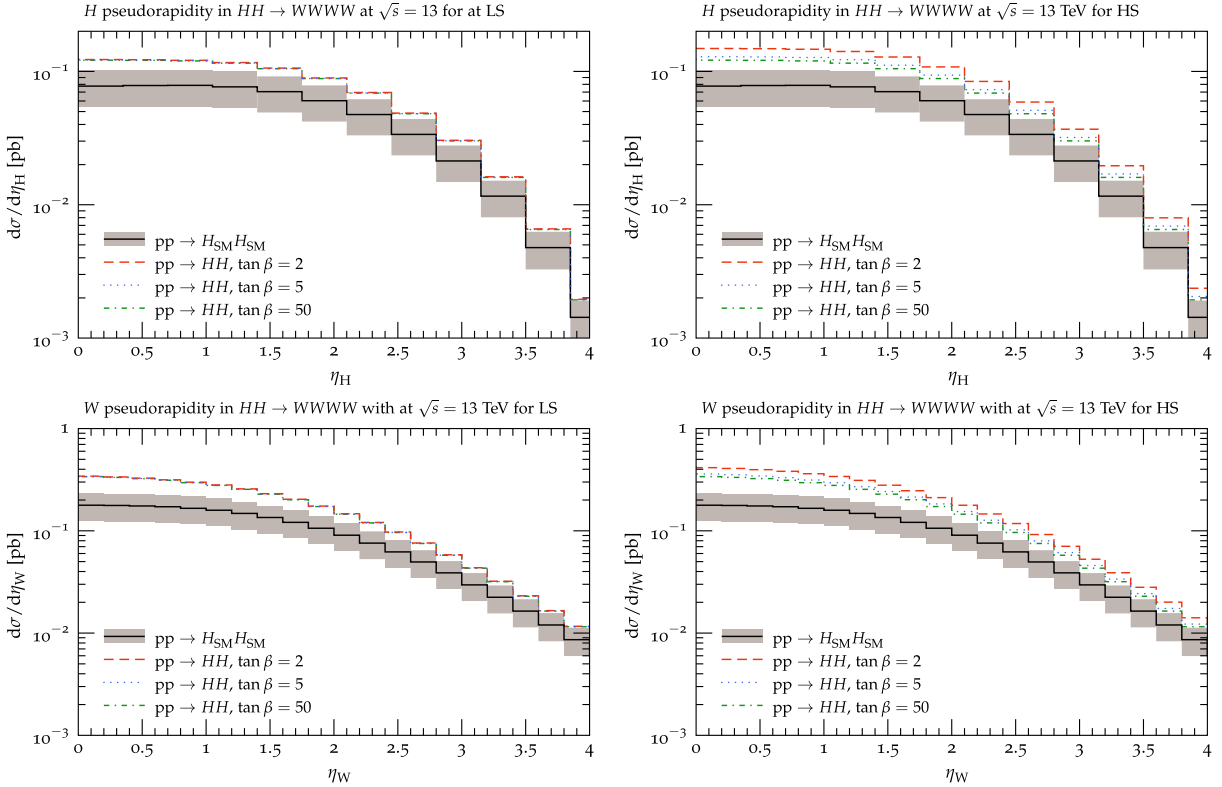 H pseudorapidity in HH → WWWW at √s = 13 for at LS
dσ/dη_H [pb]
10⁻¹
10⁻²
10⁻³
pp → H_SM H_SM
pp → HH, tan β = 2
pp → HH, tan β = 5
pp → HH, tan β = 50
0 0.5 1 1.5 2 2.5 3 3.5 4
η_H
H pseudorapidity in HH → WWWW at √s = 13 TeV for HS
dσ/dη_H [pb]
10⁻¹
10⁻²
10⁻³
pp → H_SM H_SM
pp → HH, tan β = 2
pp → HH, tan β = 5
pp → HH, tan β = 50
0 0.5 1 1.5 2 2.5 3 3.5 4
η_H
W pseudorapidity in HH → WWWW with at √s = 13 TeV for LS
dσ/dη_W [pb]
1
10⁻¹
10⁻²
10⁻³
pp → H_SM H_SM
pp → HH, tan β = 2
pp → HH, tan β = 5
pp → HH, tan β = 50
0 0.5 1 1.5 2 2.5 3 3.5 4
η_W
W pseudorapidity in HH → WWWW with at √s = 13 TeV for HS
dσ/dη_W [pb]
1
10⁻¹
10⁻²
10⁻³
pp → H_SM H_SM
pp → HH, tan β = 2
pp → HH, tan β = 5
pp → HH, tan β = 50
0 0.5 1 1.5 2 2.5 3 3.5 4
η_W